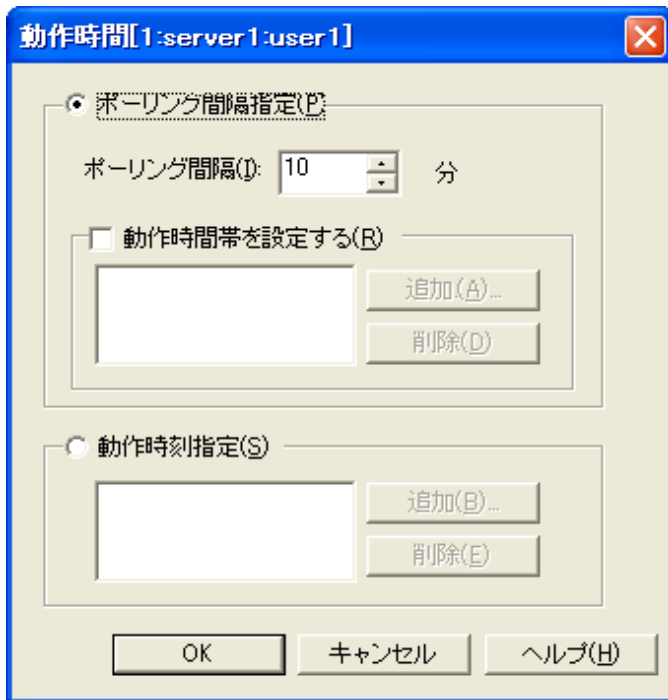 動作時間[1:server1:user1]
ポーリング間隔指定(P)
ポーリング間隔(I): 10 分
動作時間帯を設定する(R)
追加(A)...
削除(D)
動作時刻指定(S)
追加(B)...
削除(E)
OK キャンセル ヘルプ(H)